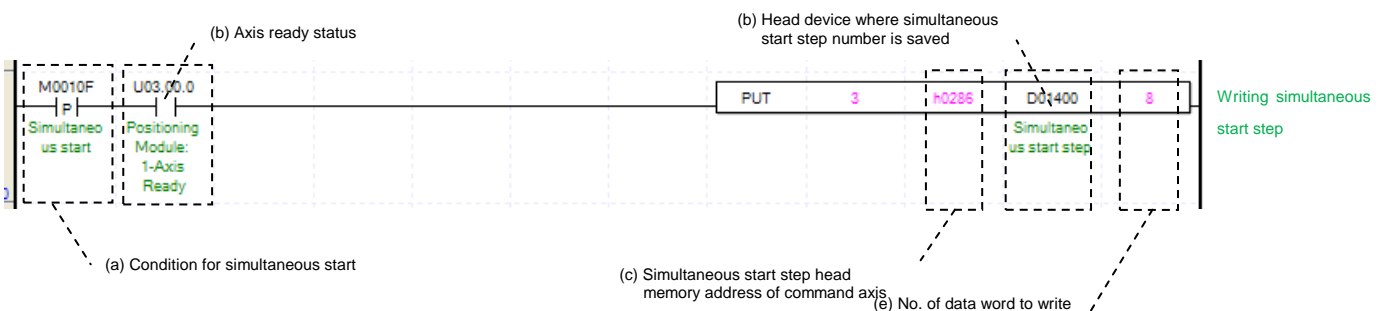 (b) Axis ready status
(b) Head device where simultaneous
start step number is saved
M0010F
P
Simultaneo
us start
U03.00.0
Positioning
Module:
1-Axis
Ready
PUT 3 h0286 D01400 8
Simultaneo
us start step
Writing simultaneous
start step
(a) Condition for simultaneous start
(c) Simultaneous start step head
memory address of command axis
(e) No. of data word to write